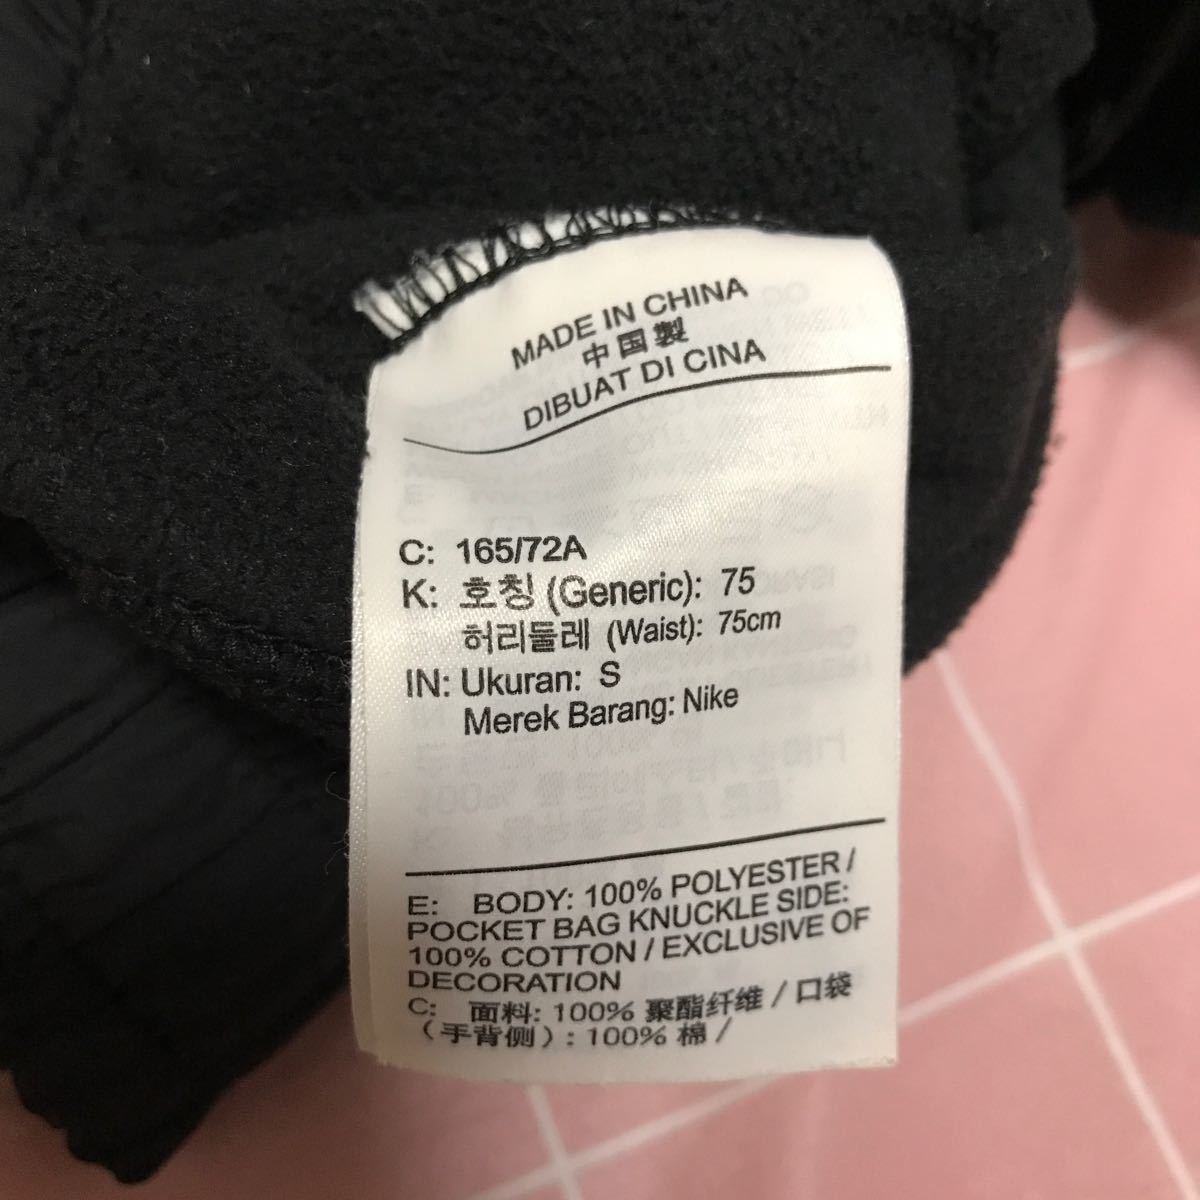 MADE IN CHINA
中国製
DIBUAT DI CINA
C: 165/72A
K: 호칭 (Generic): 75
허리둘레 (Waist): 75cm
IN: Ukuran: S
Merek Barang: Nike
E: BODY: 100% POLYESTER /
POCKET BAG KNUCKLE SIDE:
100% COTTON / EXCLUSIVE OF
DECORATION
C: 面料: 100% 聚酯纤维 / 口袋
（手背侧）: 100% 棉 /